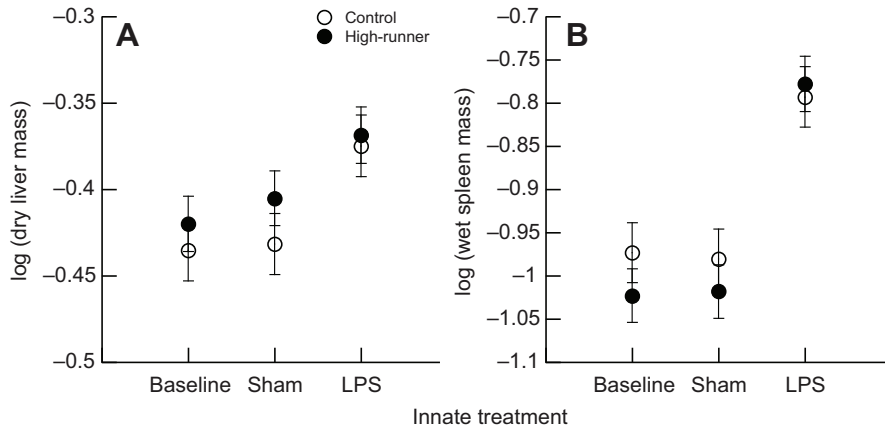 A
Control
High-runner
log (dry liver mass)
–0.3
–0.35
–0.4
–0.45
–0.5
Baseline Sham LPS
B
log (wet spleen mass)
–0.7
–0.75
–0.8
–0.85
–0.9
–0.95
–1
–1.05
–1.1
Baseline Sham LPS
Innate treatment